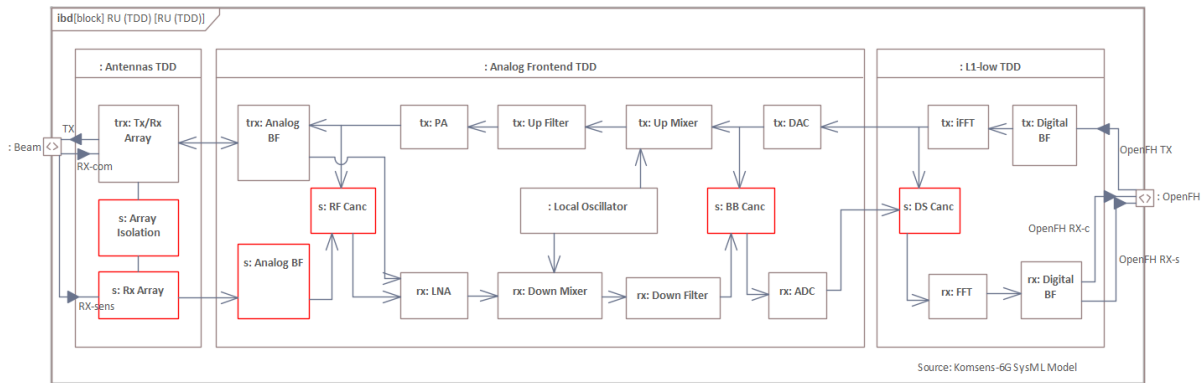 ibd[block] RU (TDD) [RU (TDD)]
: Antennas TDD
: Analog Frontend TDD
: L1-low TDD
trx: Tx/Rx
Array
trx: Analog
BF
tx: PA
tx: Up Filter
tx: Up Mixer
tx: DAC
tx: iFFT
tx: Digital
BF
TX
: Beam
RX-com
OpenFH TX
s: Array
Isolation
s: RF Canc
: Local Oscillator
s: BB Canc
s: DS Canc
: OpenFH
OpenFH RX-c
OpenFH RX-s
s: Rx Array
s: Analog BF
RX-sens
rx: LNA
rx: Down Mixer
rx: Down Filter
rx: ADC
rx: FFT
rx: Digital
BF
Source: Komsens-6G SysML Model